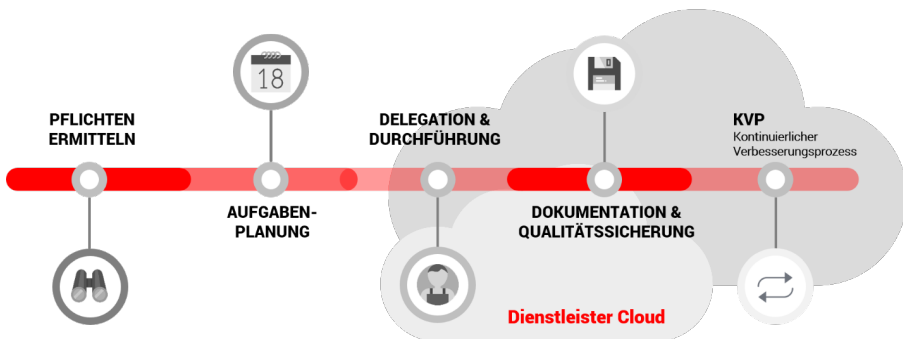 PFLICHTEN
ERMITTELN
18
AUFGABEN-
PLANUNG
DELEGATION &
DURCHFÜHRUNG
DOKUMENTATION &
QUALITÄTSSICHERUNG
KVP
Kontinuierlicher
Verbesserungsprozess
Dienstleister Cloud